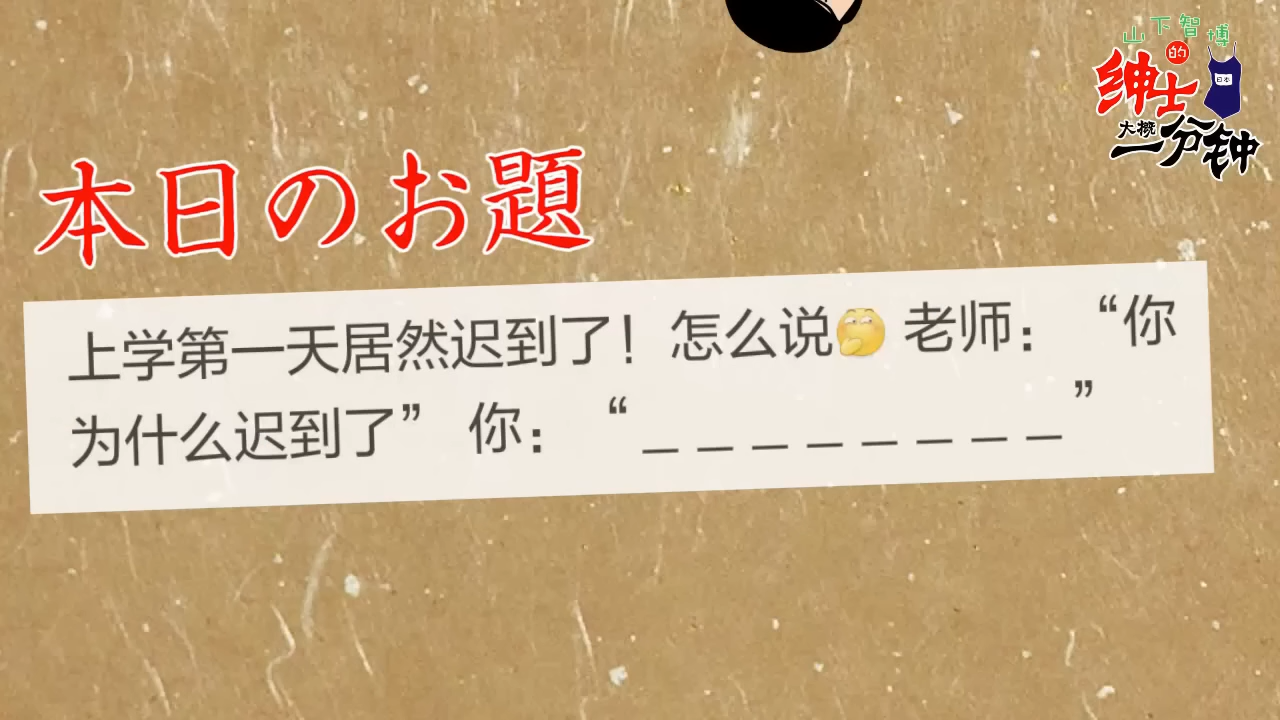 山下智博
的
绅士
日本
大概
一分钟
本日のお題
上学第一天居然迟到了！怎么说 老师：“你
为什么迟到了” 你：“＿＿＿＿＿＿＿＿”